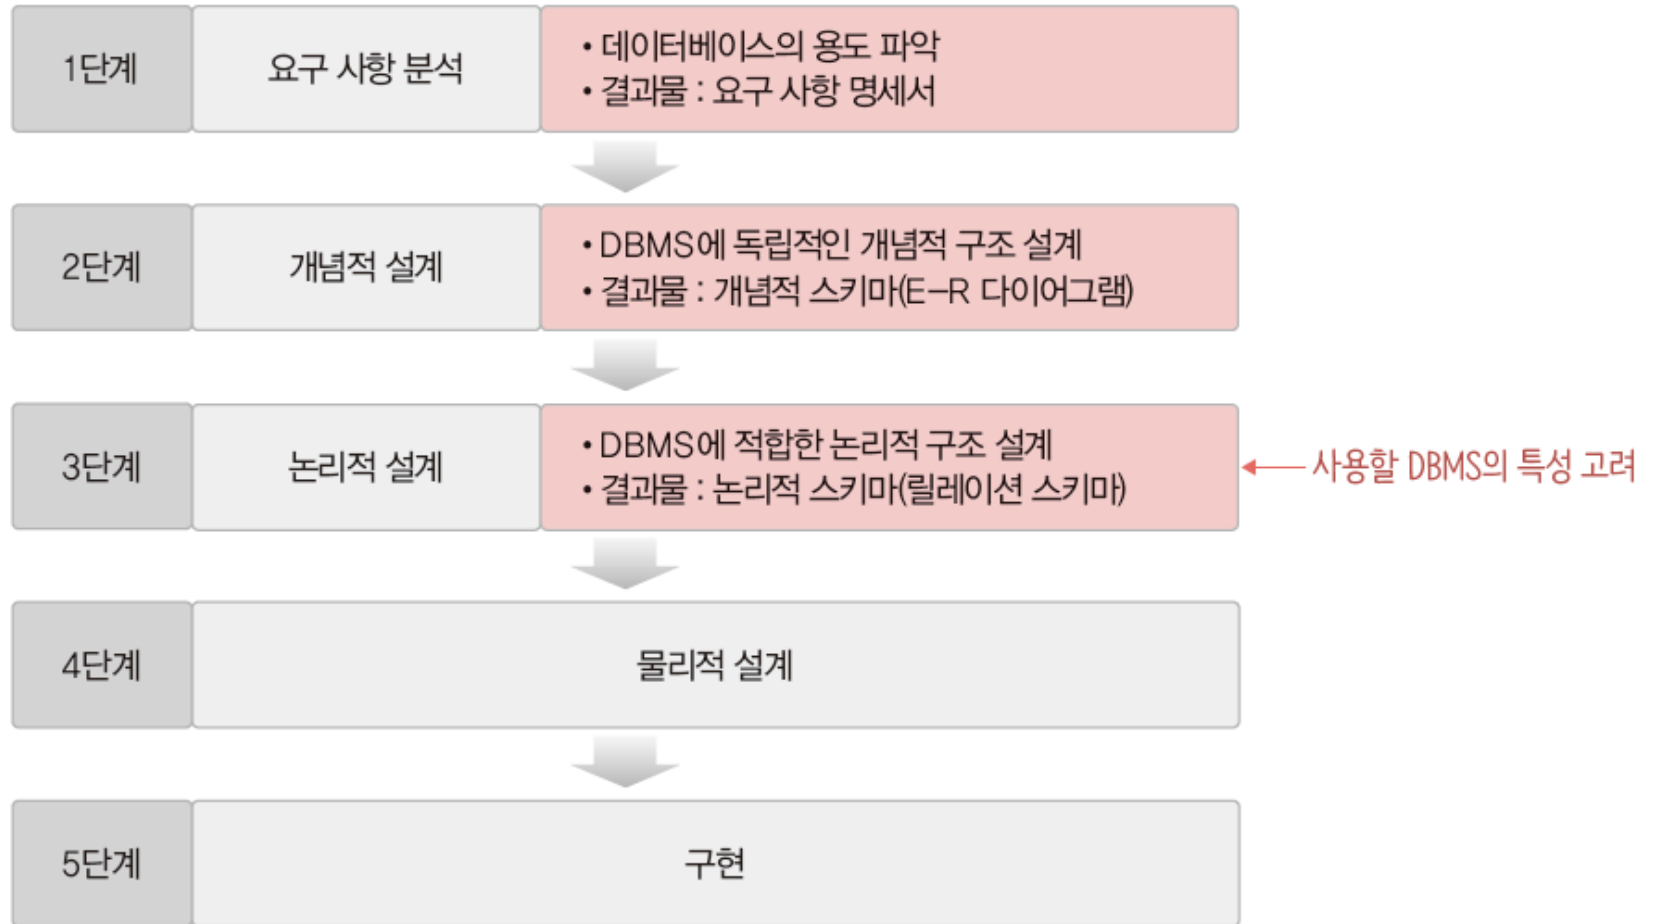 1단계
요구 사항 분석
• 데이터베이스의 용도 파악
• 결과물 : 요구 사항 명세서
2단계
개념적 설계
• DBMS에 독립적인 개념적 구조 설계
• 결과물 : 개념적 스키마(E-R 다이어그램)
3단계
논리적 설계
• DBMS에 적합한 논리적 구조 설계
• 결과물 : 논리적 스키마(릴레이션 스키마)
사용할 DBMS의 특성 고려
4단계
물리적 설계
5단계
구현